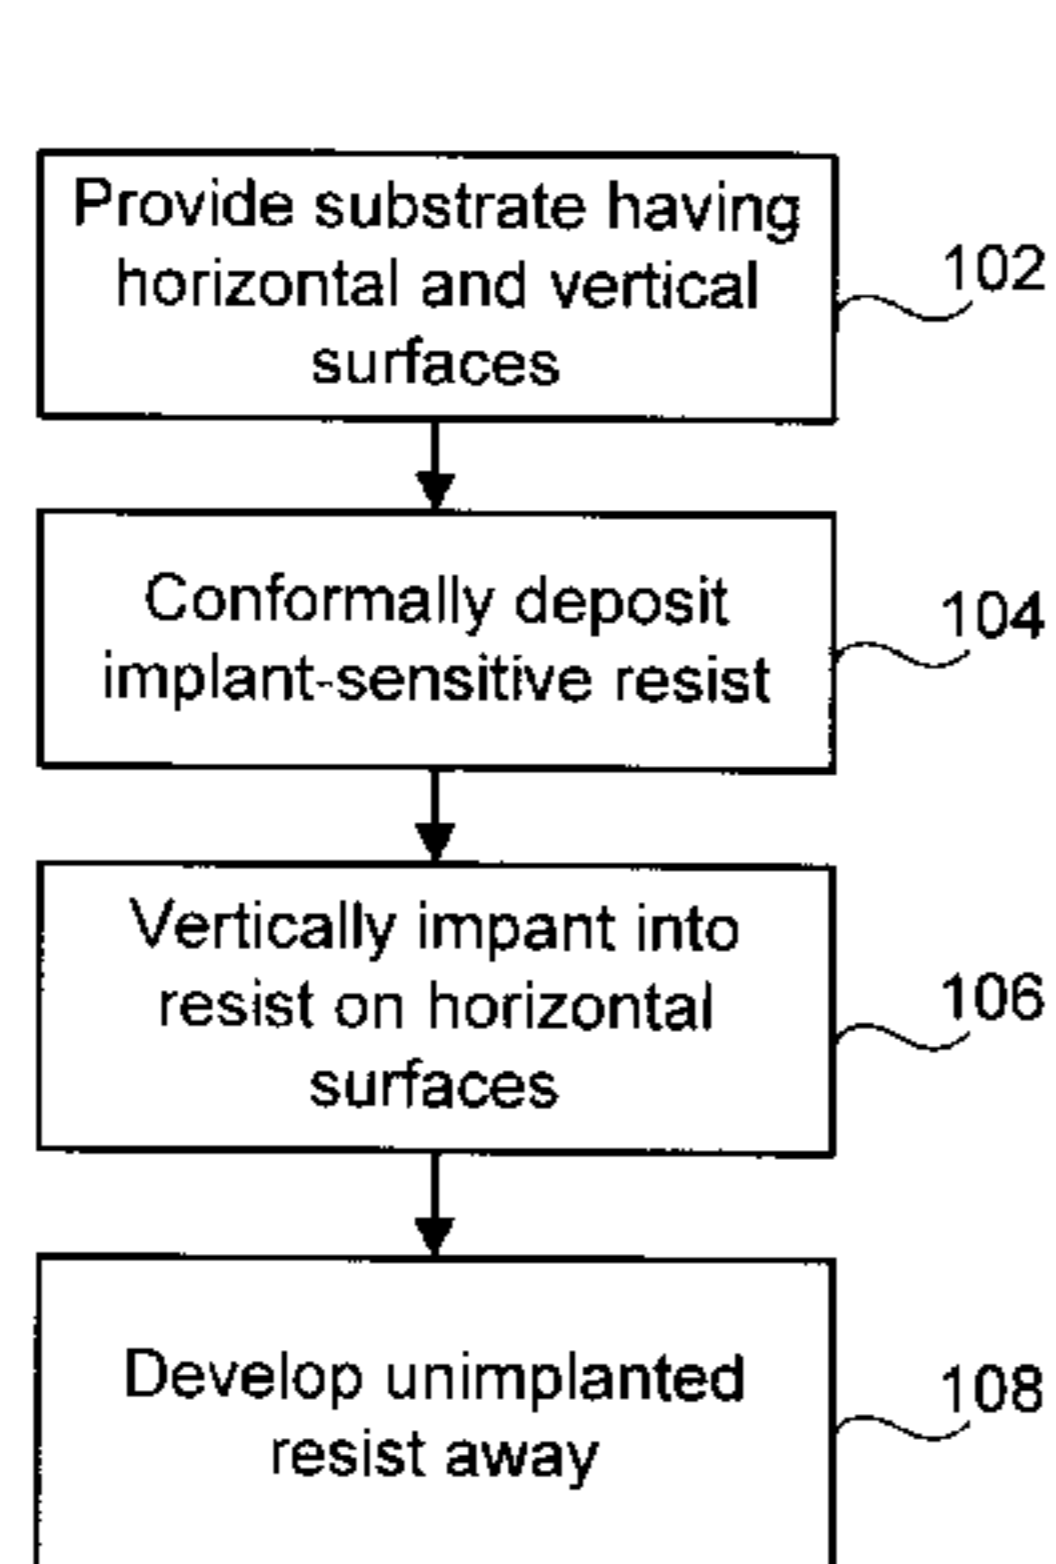 Provide substrate having
horizontal and vertical
surfaces
102
Conformally deposit
implant-sensitive resist
104
Vertically impant into
resist on horizontal
surfaces
106
Develop unimplanted
resist away
108